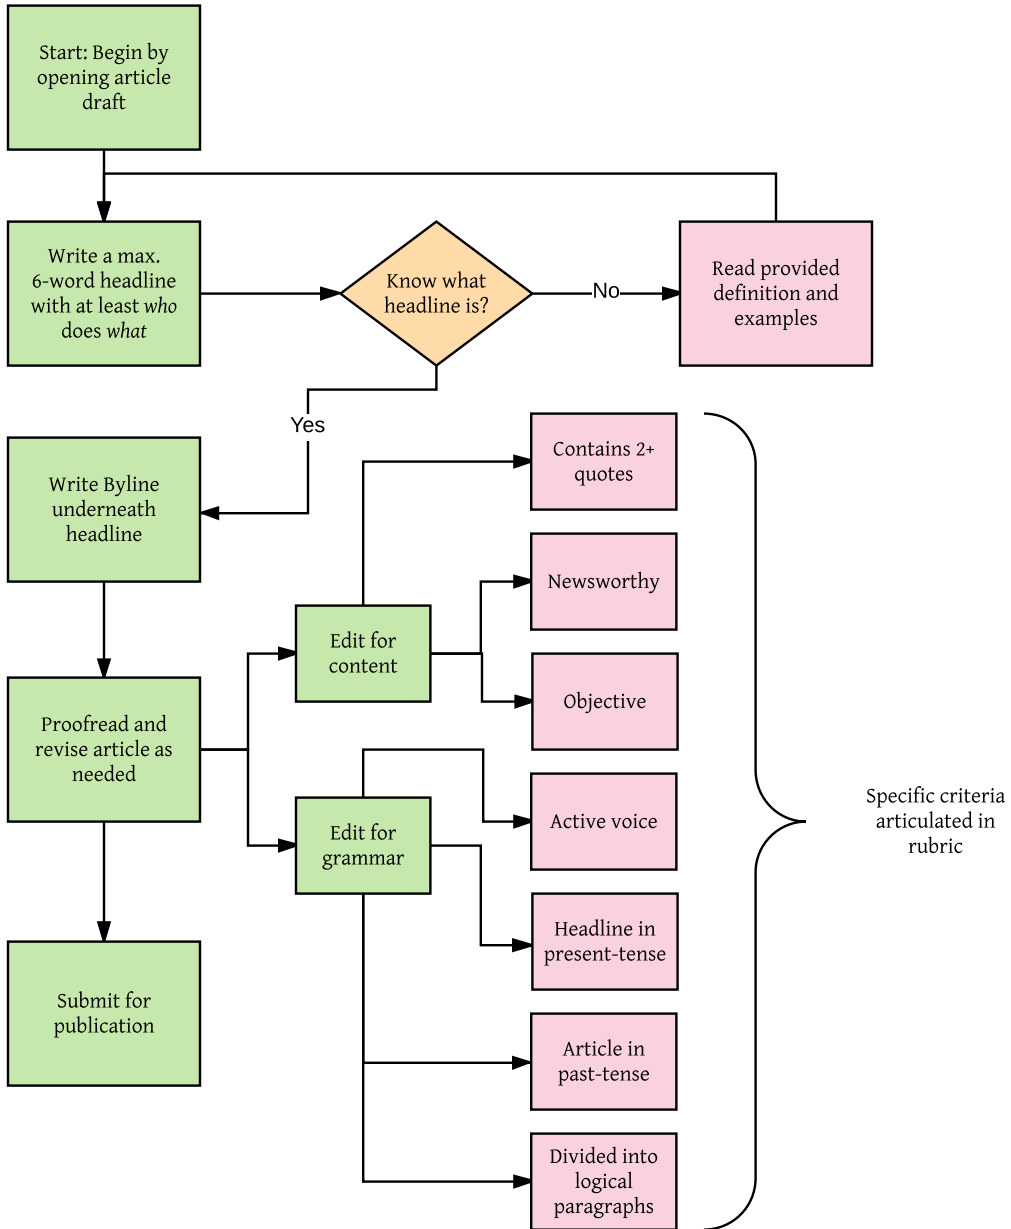 Start: Begin by
opening article
draft
Write a max.
6-word headline
with at least who
does what
Know what
headline is?
No
Read provided
definition and
examples
Yes
Write Byline
underneath
headline
Contains 2+
quotes
Newsworthy
Edit for
content
Objective
Proofread and
revise article as
needed
Active voice
Edit for
grammar
Specific criteria
articulated in
rubric
Headline in
present-tense
Submit for
publication
Article in
past-tense
Divided into
logical
paragraphs